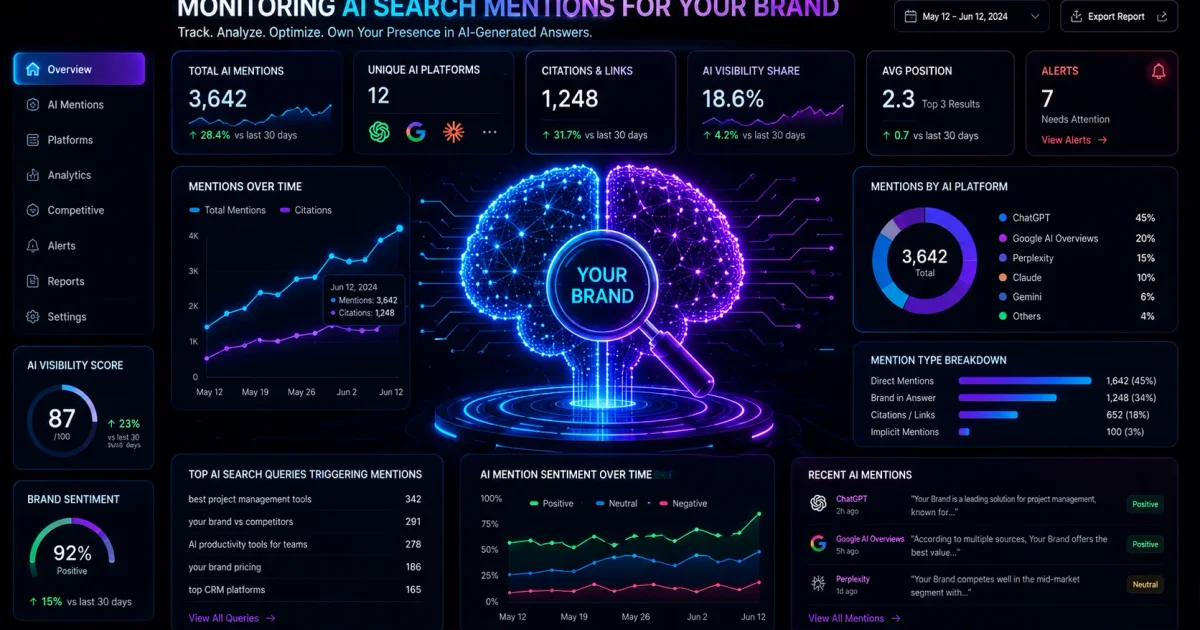 MONITORING AI SEARCH MENTIONS FOR YOUR BRAND
Track. Analyze. Optimize. Own Your Presence in AI-Generated Answers.
May 12 – Jun 12, 2024
Export Report
Overview
AI Mentions
Platforms
Analytics
Competitive
Alerts
Reports
Settings
AI VISIBILITY SCORE
87
/100
↑ 23%
vs last 30
days
BRAND SENTIMENT
92%
Positive
↑ 15% vs last 30 days
TOTAL AI MENTIONS
3,642
↑ 28.4% vs last 30 days
UNIQUE AI PLATFORMS
12
...
CITATIONS & LINKS
1,248
↑ 31.7% vs last 30 days
AI VISIBILITY SHARE
18.6%
↑ 4.2% vs last 30 days
AVG POSITION
2.3 Top 3 Results
↑ 0.7 vs last 30 days
ALERTS
7
Needs Attention
View Alerts →
MENTIONS OVER TIME
Total Mentions Citations
4K
3K
2K
1K
0
Jun 12, 2024
Mentions: 3,642
Citations: 1,248
May 12 May 19 May 26 Jun 2 Jun 12
YOUR
BRAND
MENTIONS BY AI PLATFORM
3,642
Total
ChatGPT 45%
Google AI Overviews 20%
Perplexity 15%
Claude 10%
Gemini 6%
Others 4%
MENTION TYPE BREAKDOWN
Direct Mentions 1,642 (45%)
Brand in Answer 1,248 (34%)
Citations / Links 652 (18%)
Implicit Mentions 100 (3%)
TOP AI SEARCH QUERIES TRIGGERING MENTIONS
best project management tools 342
your brand vs competitors 291
AI productivity tools for teams 278
your brand pricing 186
top CRM platforms 165
View All Queries →
AI MENTION SENTIMENT OVER TIME
Positive Neutral Negative
100%
75%
50%
25%
0%
May 12 May 19 May 26 Jun 2 Jun 12
RECENT AI MENTIONS
ChatGPT
2h ago
"Your Brand is a leading solution for project management,
known for..."
Positive
Google AI Overviews
5h ago
"According to multiple sources, Your Brand offers the
best value..."
Positive
Perplexity
1d ago
"Your Brand competes well in the mid-market
segment with..."
Neutral
View All Mentions →